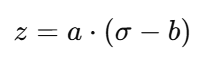 z = a · (σ − b)